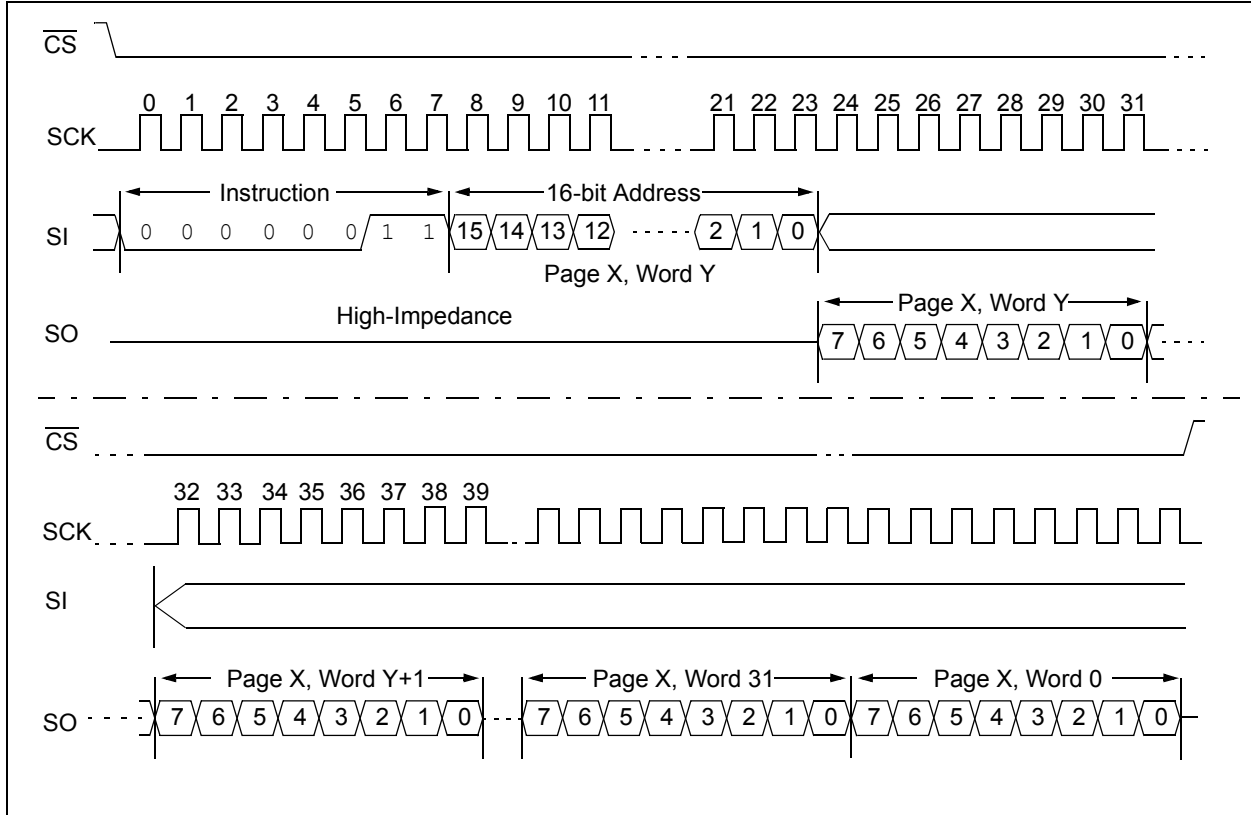 CS
0 1 2 3 4 5 6 7 8 9 10 11 21 22 23 24 25 26 27 28 29 30 31
SCK
Instruction 16-bit Address
SI 0 0 0 0 0 0 1 1 15 14 13 12 2 1 0
Page X, Word Y
High-Impedance Page X, Word Y
SO 7 6 5 4 3 2 1 0
CS
32 33 34 35 36 37 38 39
SCK
SI
Page X, Word Y+1 Page X, Word 31 Page X, Word 0
SO 7 6 5 4 3 2 1 0 7 6 5 4 3 2 1 0 7 6 5 4 3 2 1 0